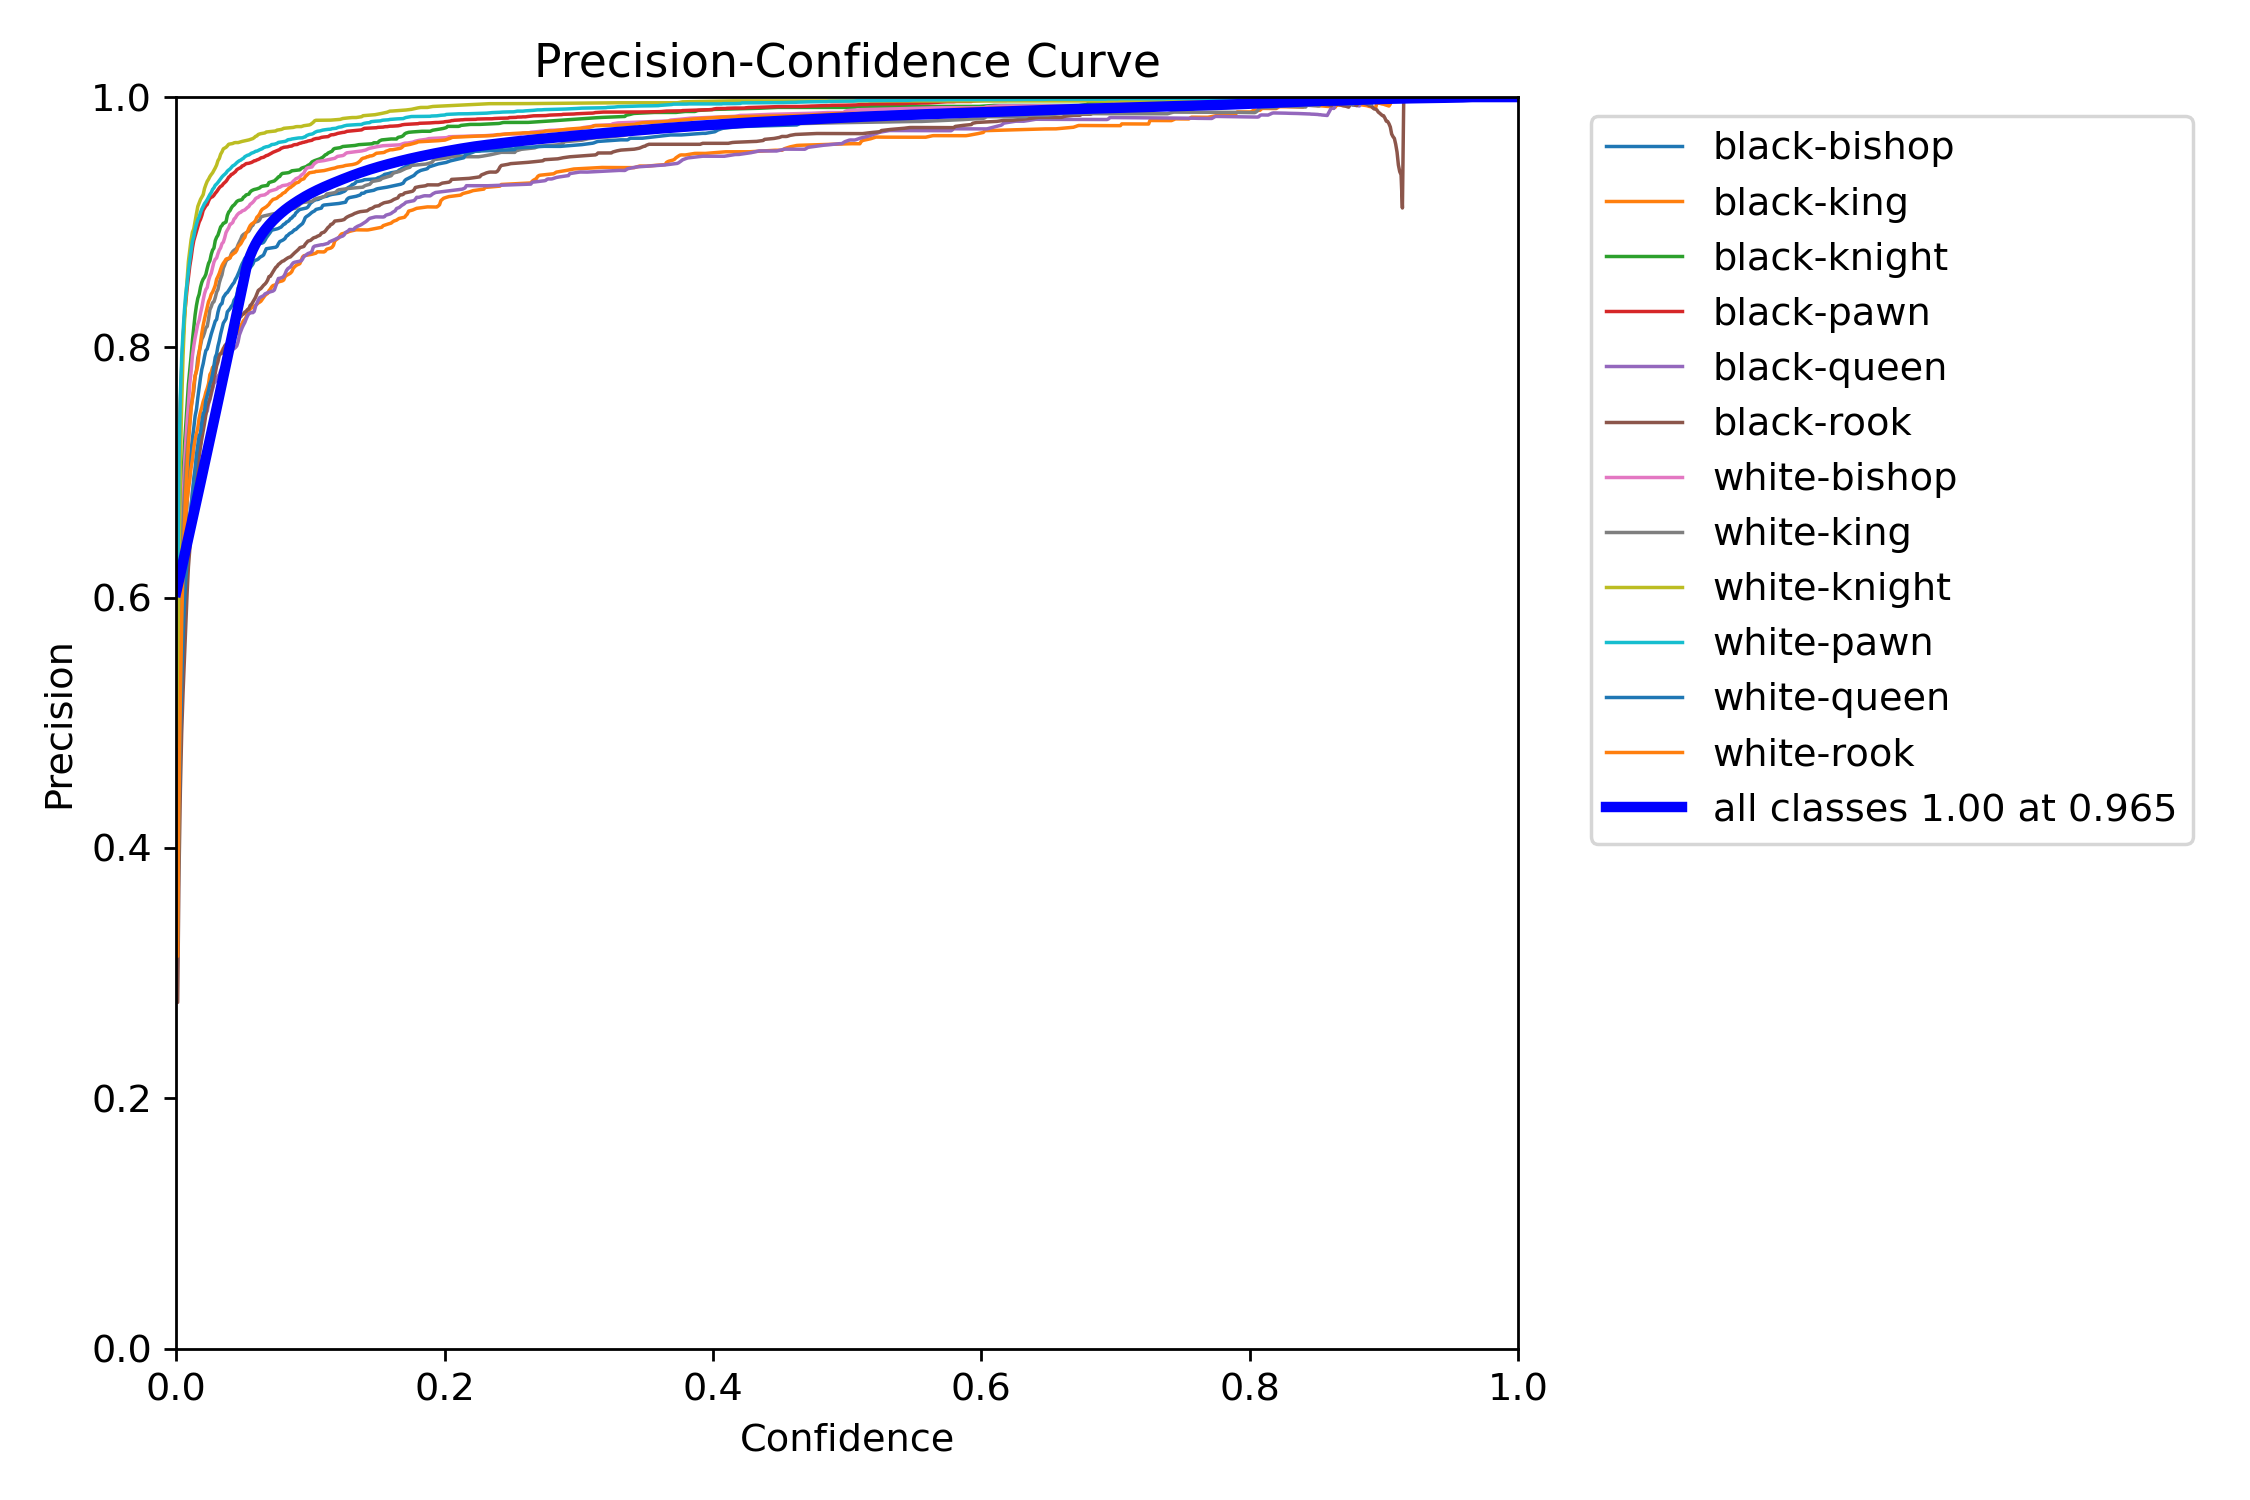 Precision-Confidence Curve
1.0
0.8
0.6
0.4
0.2
0.0
Precision
0.0 0.2 0.4 0.6 0.8 1.0
Confidence
black-bishop
black-king
black-knight
black-pawn
black-queen
black-rook
white-bishop
white-king
white-knight
white-pawn
white-queen
white-rook
all classes 1.00 at 0.965